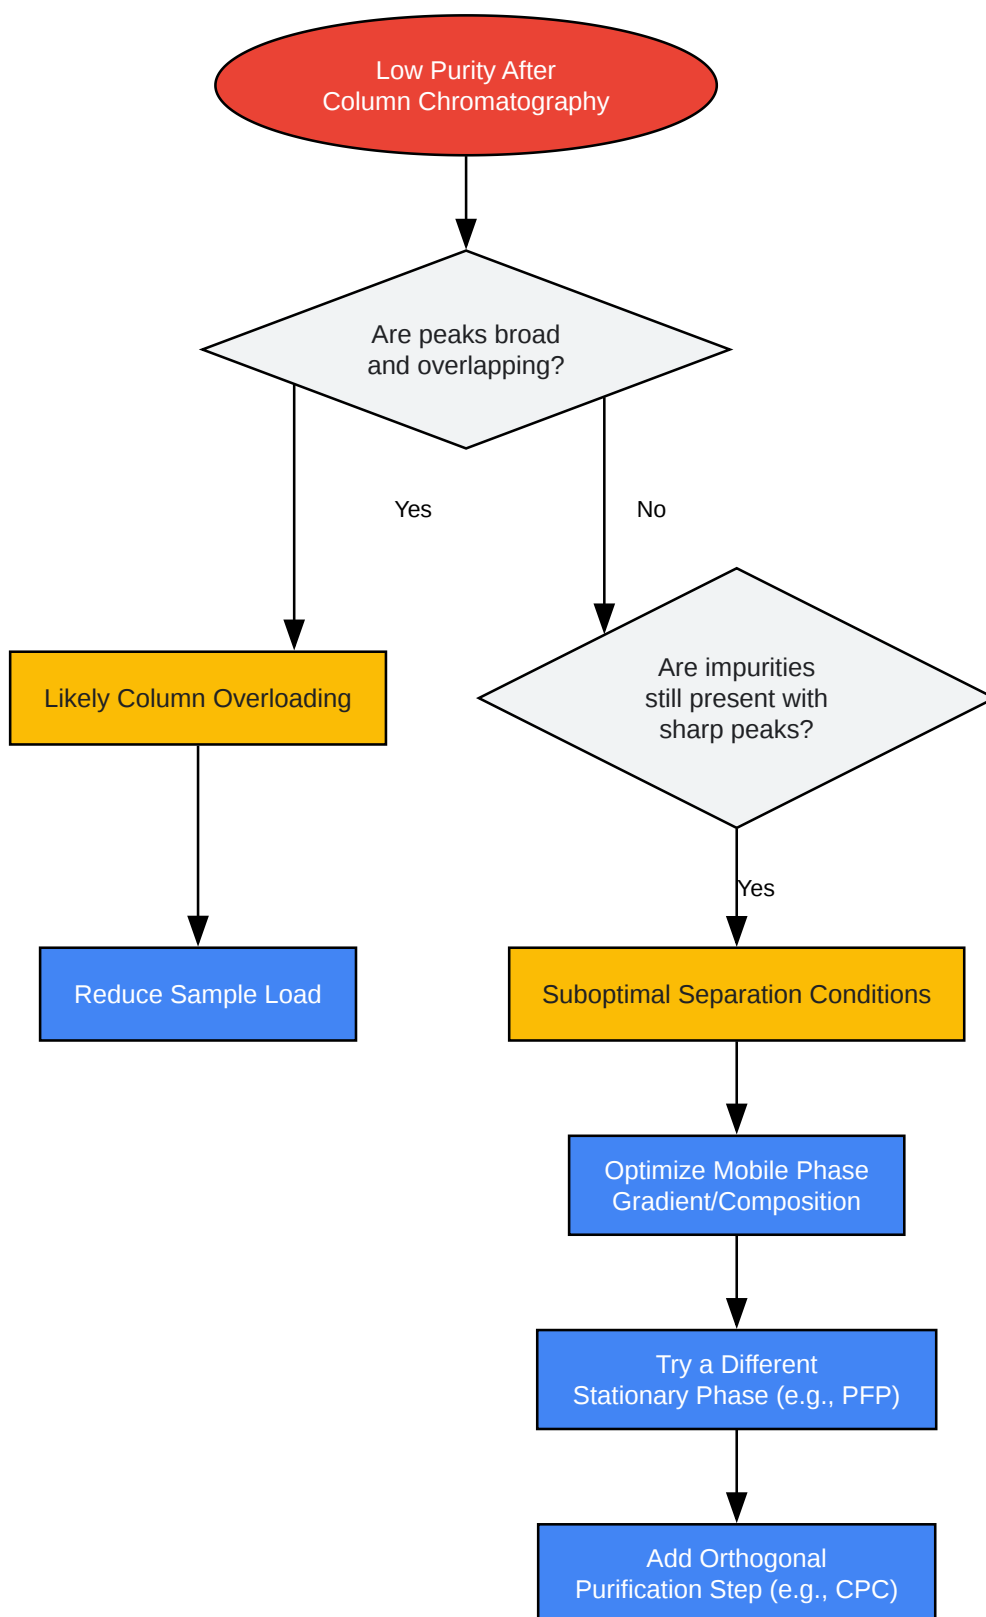 Low Purity After
Column Chromatography
Are peaks broad
and overlapping?
Yes
No
Likely Column Overloading
Are impurities
still present with
sharp peaks?
Yes
Reduce Sample Load
Suboptimal Separation Conditions
Optimize Mobile Phase
Gradient/Composition
Try a Different
Stationary Phase (e.g., PFP)
Add Orthogonal
Purification Step (e.g., CPC)